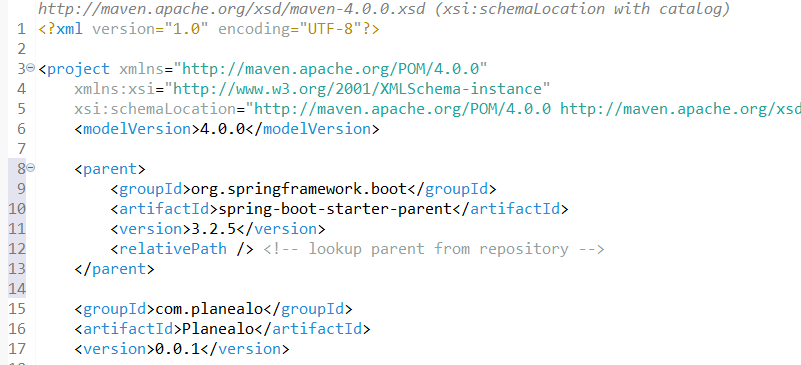 http://maven.apache.org/xsd/maven-4.0.0.xsd (xsi:schemaLocation with catalog)
1 <?xml version="1.0" encoding="UTF-8"?>
2
3 <project xmlns="http://maven.apache.org/POM/4.0.0"
4     xmlns:xsi="http://www.w3.org/2001/XMLSchema-instance"
5     xsi:schemaLocation="http://maven.apache.org/POM/4.0.0 http://maven.apache.org/xsd
6     <modelVersion>4.0.0</modelVersion>
7
8     <parent>
9         <groupId>org.springframework.boot</groupId>
10         <artifactId>spring-boot-starter-parent</artifactId>
11         <version>3.2.5</version>
12         <relativePath /> <!-- lookup parent from repository -->
13     </parent>
14
15     <groupId>com.planealo</groupId>
16     <artifactId>Planealo</artifactId>
17     <version>0.0.1</version>